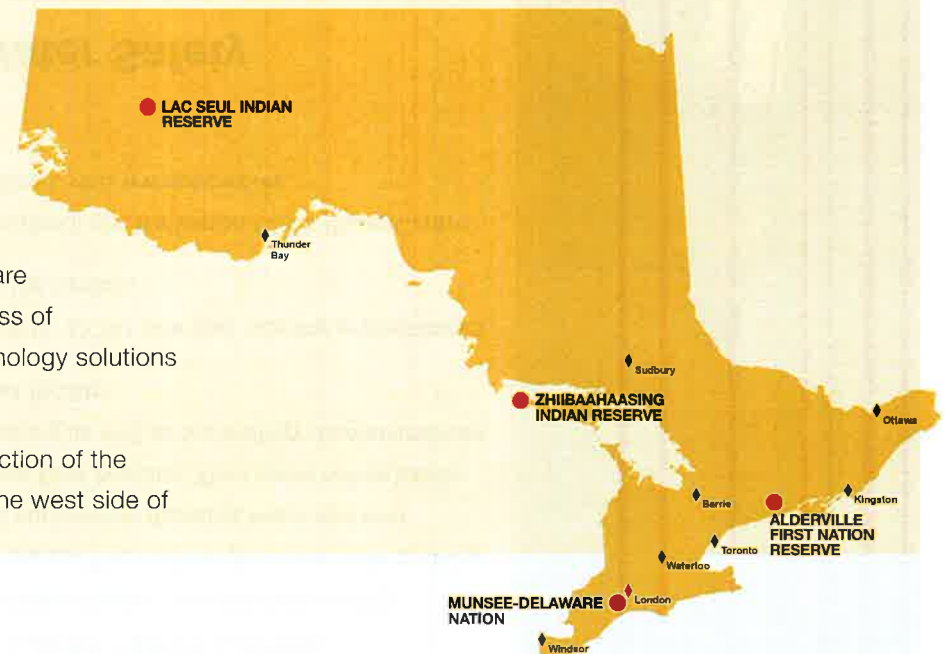 LAC SEUL INDIAN
RESERVE
Thunder
Bay
are
ss of
nology solutions
Sudbury
ZHIIBAAHAASING
INDIAN RESERVE
Ottawa
ction of the
ne west side of
Barrie
Kingston
ALDERVILLE
FIRST NATION
RESERVE
Toronto
Waterloo
MUNSEE-DELAWARE
NATION
London
Windsor